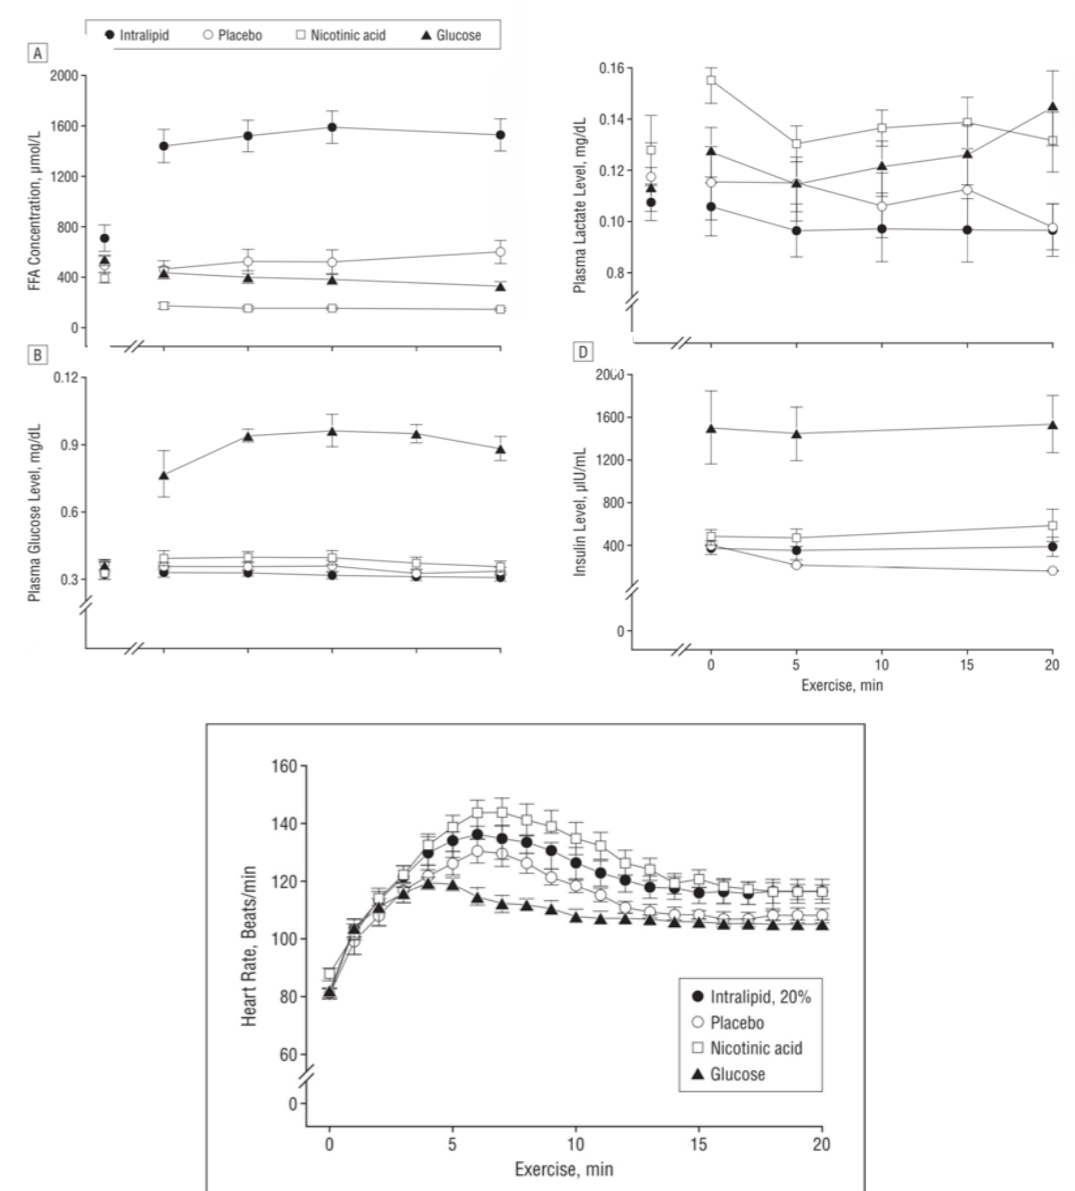 Intralipid Placebo Nicotinic acid Glucose
A
2000
1600
1200
800
400
0
FFA Concentration, µmol/L
0.16
0.14
0.12
0.10
0.8
Plasma Lactate Level, mg/dL
B
0.12
0.9
0.6
0.3
Plasma Glucose Level, mg/dL
D
2000
1600
1200
800
400
0
Insulin Level, µIU/mL
0 5 10 15 20
Exercise, min
160
140
120
100
80
60
0
Heart Rate, Beats/min
Intralipid, 20%
Placebo
Nicotinic acid
Glucose
0 5 10 15 20
Exercise, min